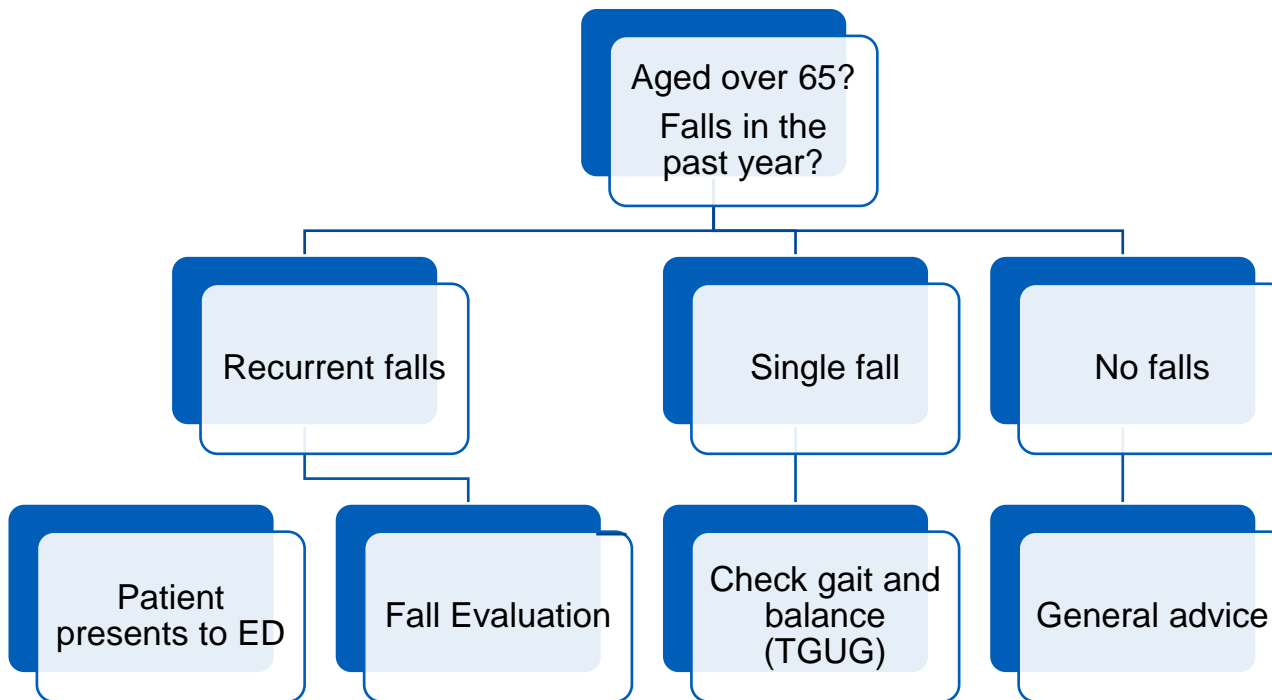 Aged over 65?
Falls in the
past year?
Recurrent falls
Single fall
No falls
Patient
presents to ED
Fall Evaluation
Check gait and
balance
(TGUG)
General advice